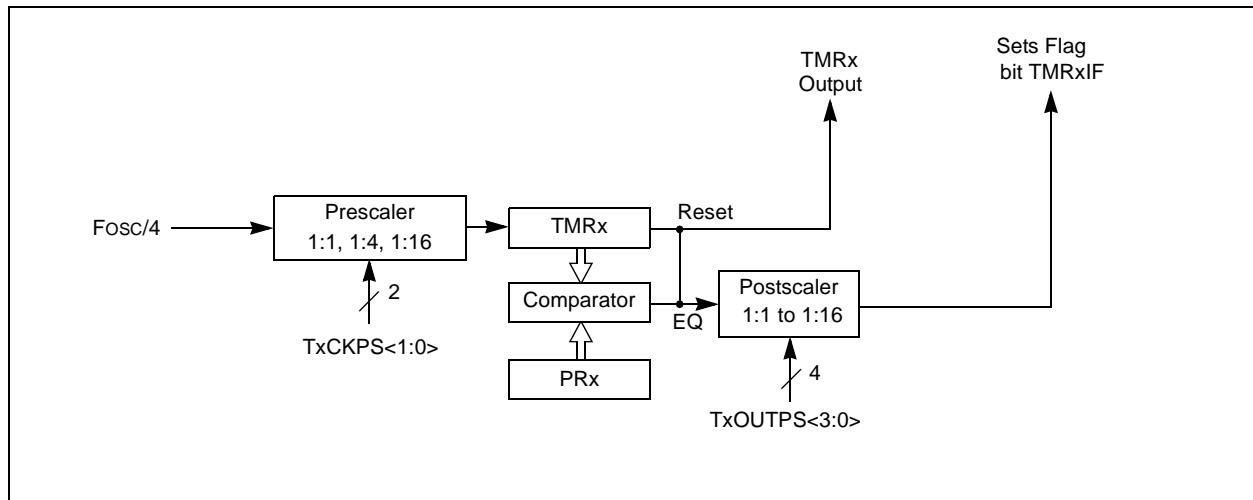 TMRx
Output
Sets Flag
bit TMRxIF
FOSC/4
Prescaler
1:1, 1:4, 1:16
2
TxCKPS<1:0>
TMRx
Reset
Comparator
EQ
PRx
Postscaler
1:1 to 1:16
4
TxOUTPS<3:0>